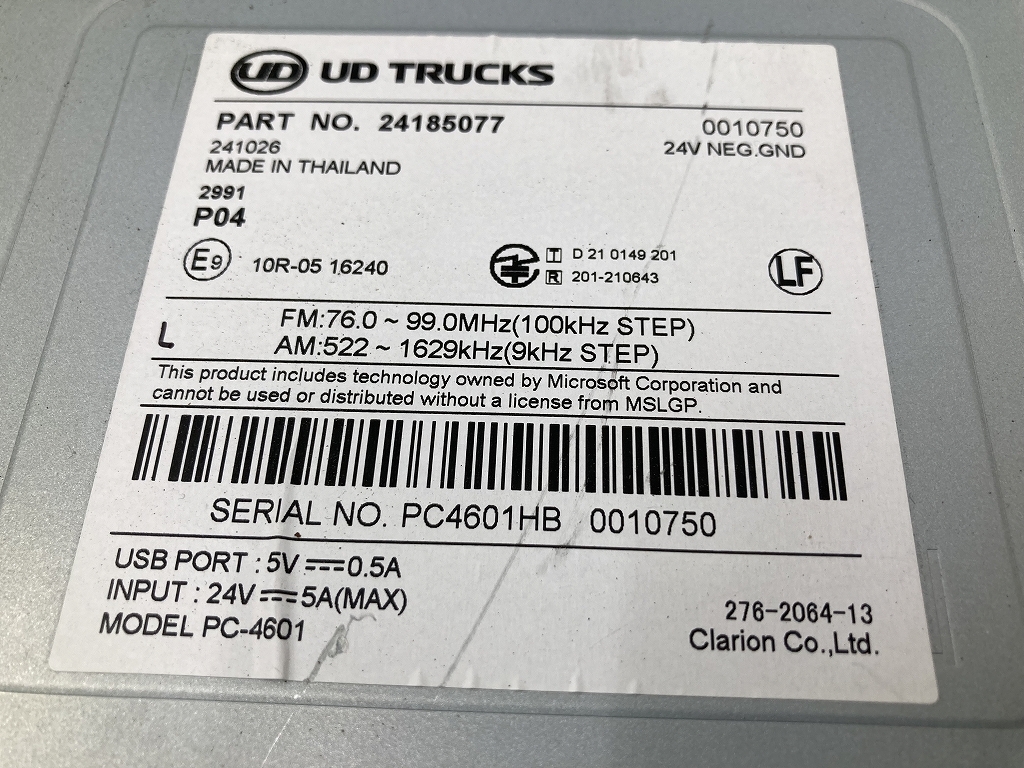 UD UD TRUCKS
PART NO. 24185077
0010750
241026
24V NEG.GND
MADE IN THAILAND
2991
P04
E9 10R-05 16240
T D 21 0149 201
R 201-210643
LF
FM:76.0 ~ 99.0MHz(100kHz STEP)
L
AM:522 ~ 1629kHz(9kHz STEP)
This product includes technology owned by Microsoft Corporation and
cannot be used or distributed without a license from MSLGP.
SERIAL NO. PC4601HB 0010750
USB PORT : 5V ⎓ 0.5A
INPUT : 24V ⎓ 5A(MAX)
MODEL PC-4601
276-2064-13
Clarion Co.,Ltd.